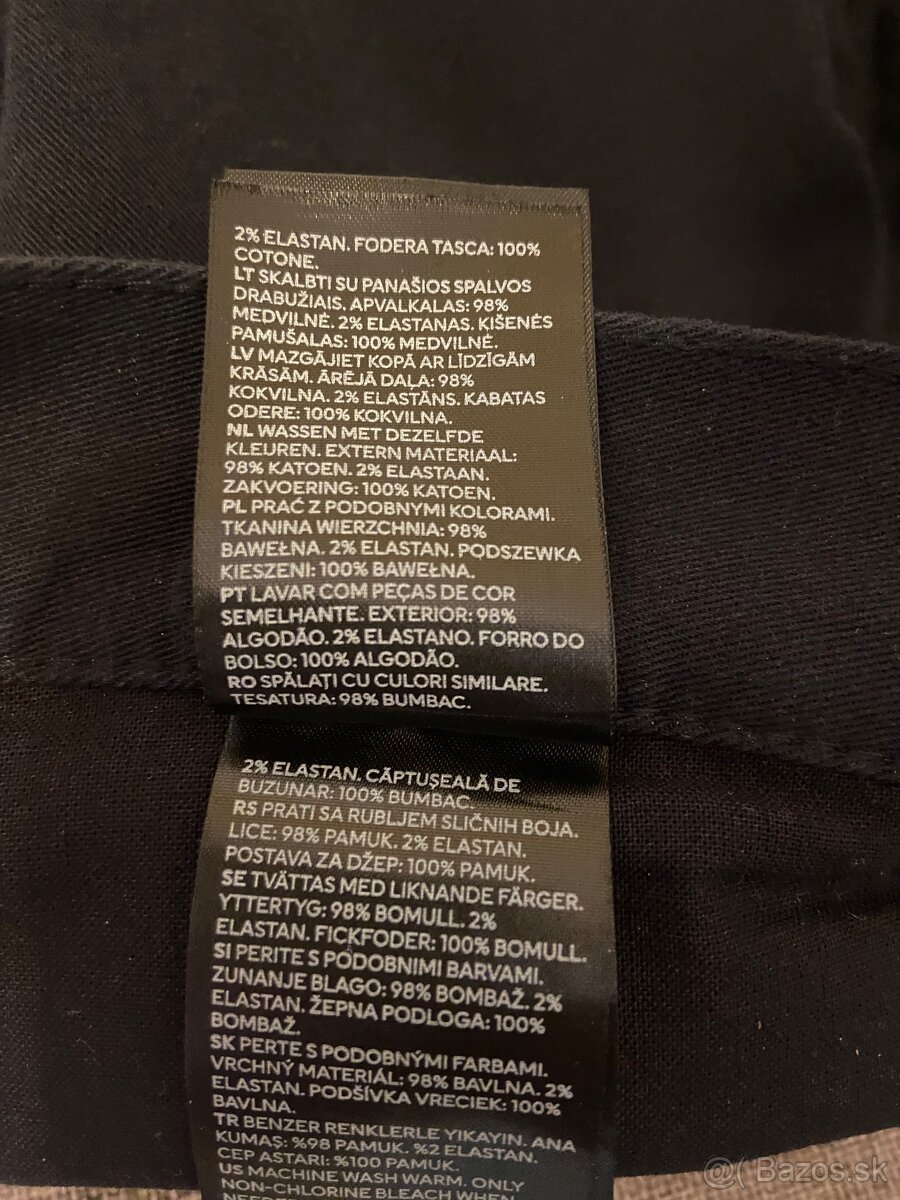 2% ELASTAN. FODERA TASCA: 100%
COTONE.
LT SKALBTI SU PANAŠIOS SPALVOS
DRABUŽIAIS. APVALKALAS: 98%
MEDVILNĖ. 2% ELASTANAS. KIŠENĖS
PAMUŠALAS: 100% MEDVILNĖ.
LV MAZGĀJIET KOPĀ AR LĪDZĪGĀM
KRĀSĀM. ĀRĒJĀ DAĻA: 98%
KOKVILNA. 2% ELASTĀNS. KABATAS
ODERE: 100% KOKVILNA.
NL WASSEN MET DEZELFDE
KLEUREN. EXTERN MATERIAAL:
98% KATOEN. 2% ELASTAAN.
ZAKVOERING: 100% KATOEN.
PL PRAĆ Z PODOBNYMI KOLORAMI.
TKANINA WIERZCHNIA: 98%
BAWEŁNA. 2% ELASTAN. PODSZEWKA
KIESZENI: 100% BAWEŁNA.
PT LAVAR COM PEÇAS DE COR
SEMELHANTE. EXTERIOR: 98%
ALGODÃO. 2% ELASTANO. FORRO DO
BOLSO: 100% ALGODÃO.
RO SPĂLAȚI CU CULORI SIMILARE.
TESATURA: 98% BUMBAC.
2% ELASTAN. CĂPTUȘEALĂ DE
BUZUNAR: 100% BUMBAC.
RS PRATI SA RUBLJEM SLIČNIH BOJA.
LICE: 98% PAMUK. 2% ELASTAN.
POSTAVA ZA DŽEP: 100% PAMUK.
SE TVÄTTAS MED LIKNANDE FÄRGER.
YTTERTYG: 98% BOMULL. 2%
ELASTAN. FICKFODER: 100% BOMULL.
SI PERITE S PODOBNIMI BARVAMI.
ZUNANJE BLAGO: 98% BOMBAŽ. 2%
ELASTAN. ŽEPNA PODLOGA: 100%
BOMBAŽ.
SK PERTE S PODOBNÝMI FARBAMI.
VRCHNÝ MATERIÁL: 98% BAVLNA. 2%
ELASTAN. PODŠÍVKA VRECIEK: 100%
BAVLNA.
TR BENZER RENKLERLE YIKAYIN. ANA
KUMAŞ: %98 PAMUK. %2 ELASTAN.
CEP ASTARI: %100 PAMUK.
US MACHINE WASH WARM. ONLY
NON-CHLORINE BLEACH WHEN
Bazos.sk